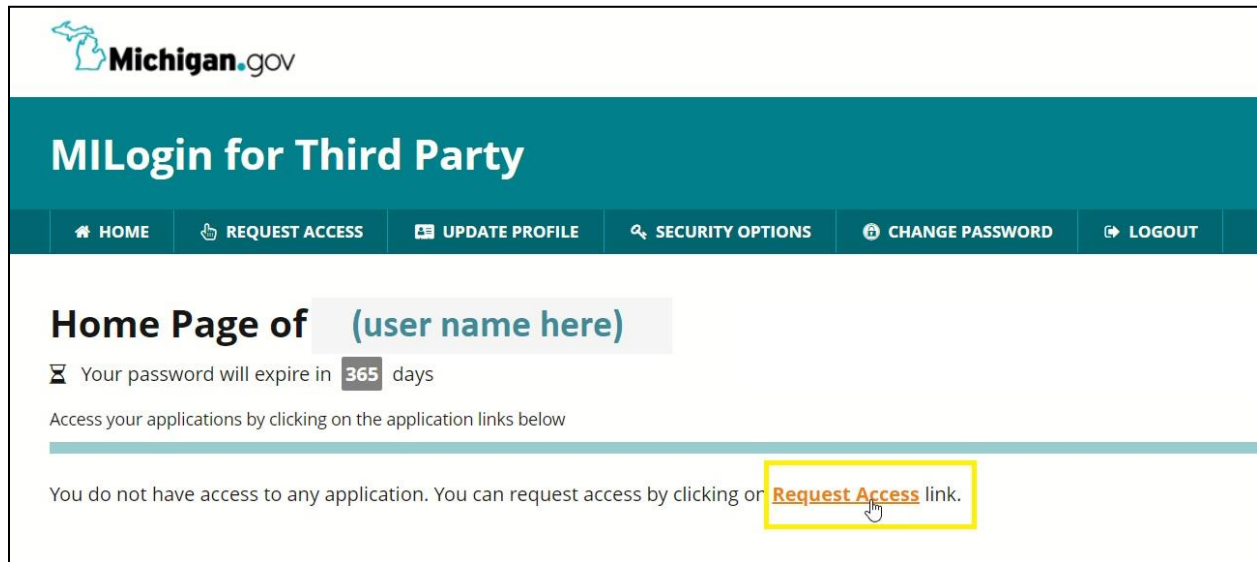 Michigan.gov
MILogin for Third Party
HOME REQUEST ACCESS UPDATE PROFILE SECURITY OPTIONS CHANGE PASSWORD LOGOUT
Home Page of (user name here)
Your password will expire in 365 days
Access your applications by clicking on the application links below
You do not have access to any application. You can request access by clicking on Request Access link.